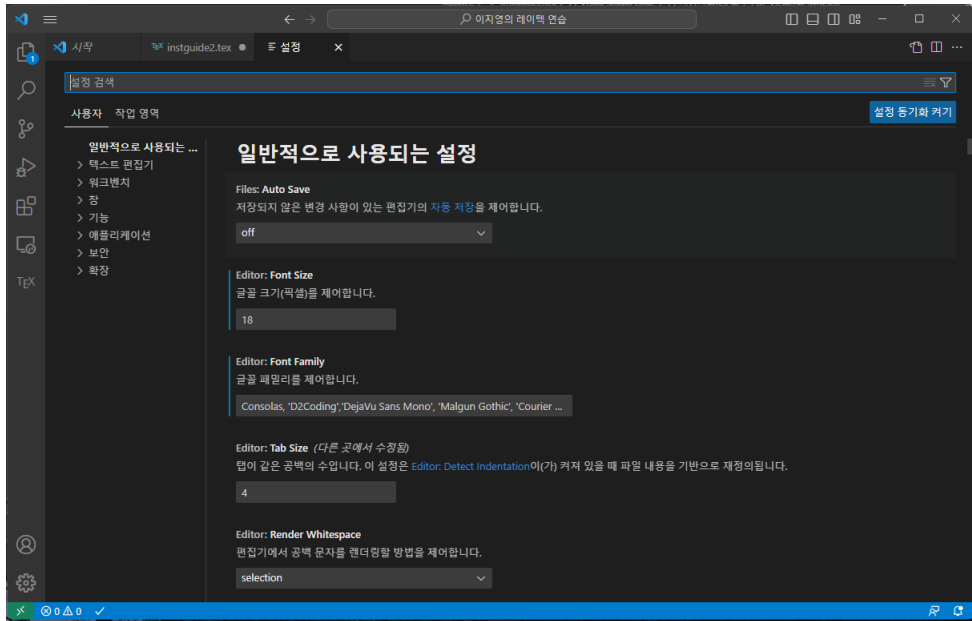 이지영의 레이텍 연습
시작
TEX instguide2.tex
설정
1
설정 검색
사용자 작업 영역
설정 동기화 켜기
일반적으로 사용되는 ...
텍스트 편집기
워크벤치
창
기능
애플리케이션
보안
확장
TEX
일반적으로 사용되는 설정
Files: Auto Save
저장되지 않은 변경 사항이 있는 편집기의 자동 저장을 제어합니다.
off
Editor: Font Size
글꼴 크기(픽셀)를 제어합니다.
18
Editor: Font Family
글꼴 패밀리를 제어합니다.
Consolas, 'D2Coding','DejaVu Sans Mono', 'Malgun Gothic', 'Courier ...
Editor: Tab Size (다른 곳에서 수정됨)
탭이 같은 공백의 수입니다. 이 설정은 Editor: Detect Indentation이(가) 켜져 있을 때 파일 내용을 기반으로 재정의됩니다.
4
Editor: Render Whitespace
편집기에서 공백 문자를 렌더링할 방법을 제어합니다.
selection
0 0